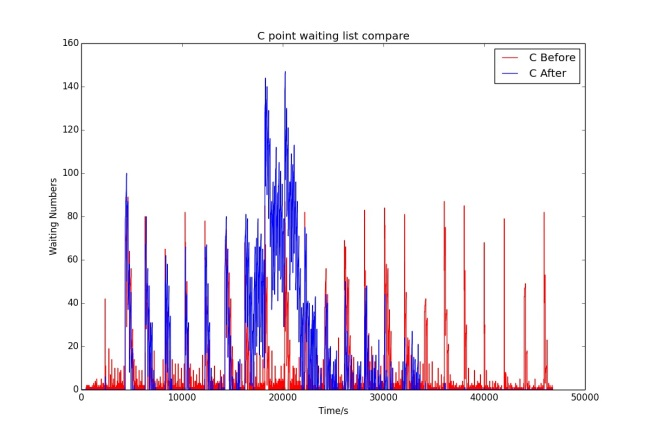 C point waiting list compare
160
C Before
C After
140
120
100
80
60
40
20
0
Waiting Numbers
0 10000 20000 30000 40000 50000
Time/s